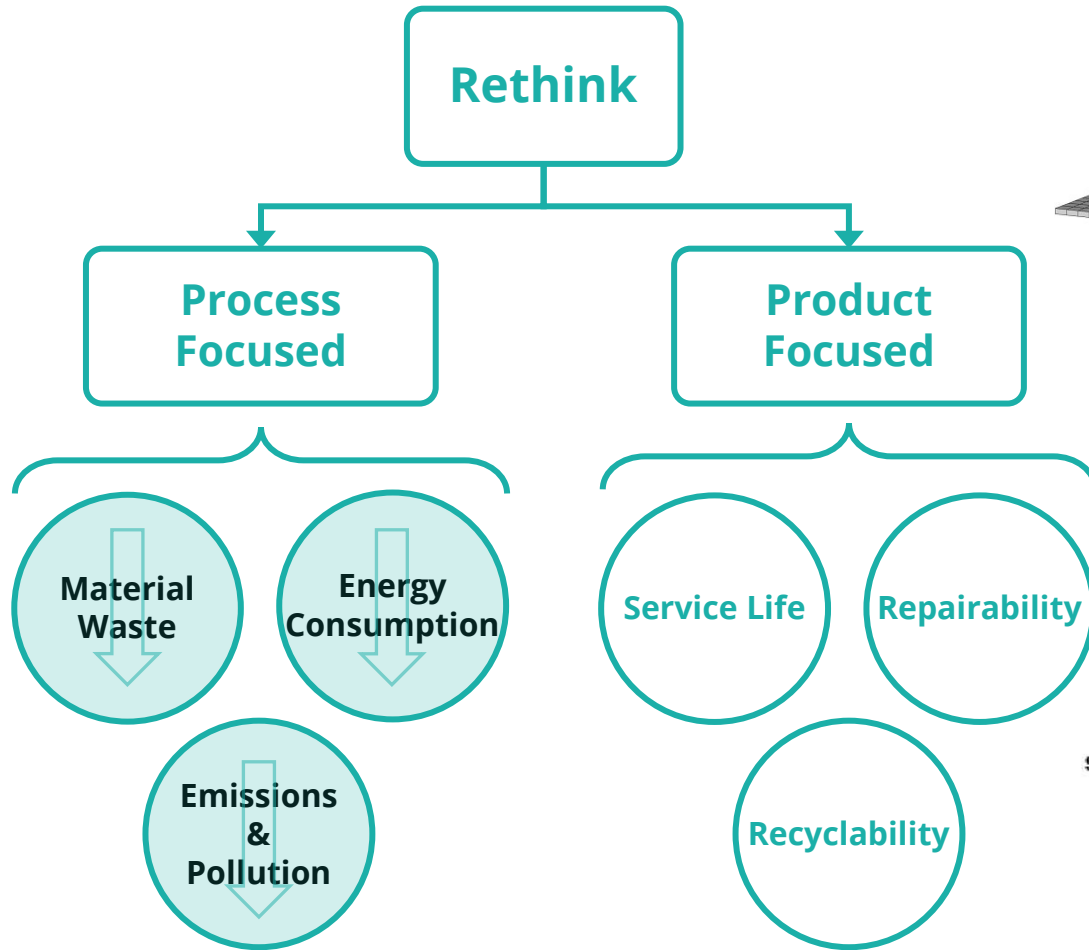 Rethink
Process
Focused
Product
Focused
Material
Waste
Energy
Consumption
Emissions
&
Pollution
Service Life
Repairability
Recyclability